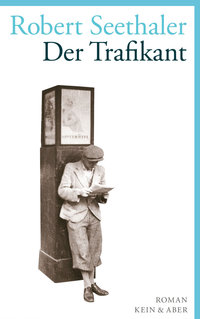 Robert Seethaler
Der Trafikant
ROMAN
KEIN & ABER